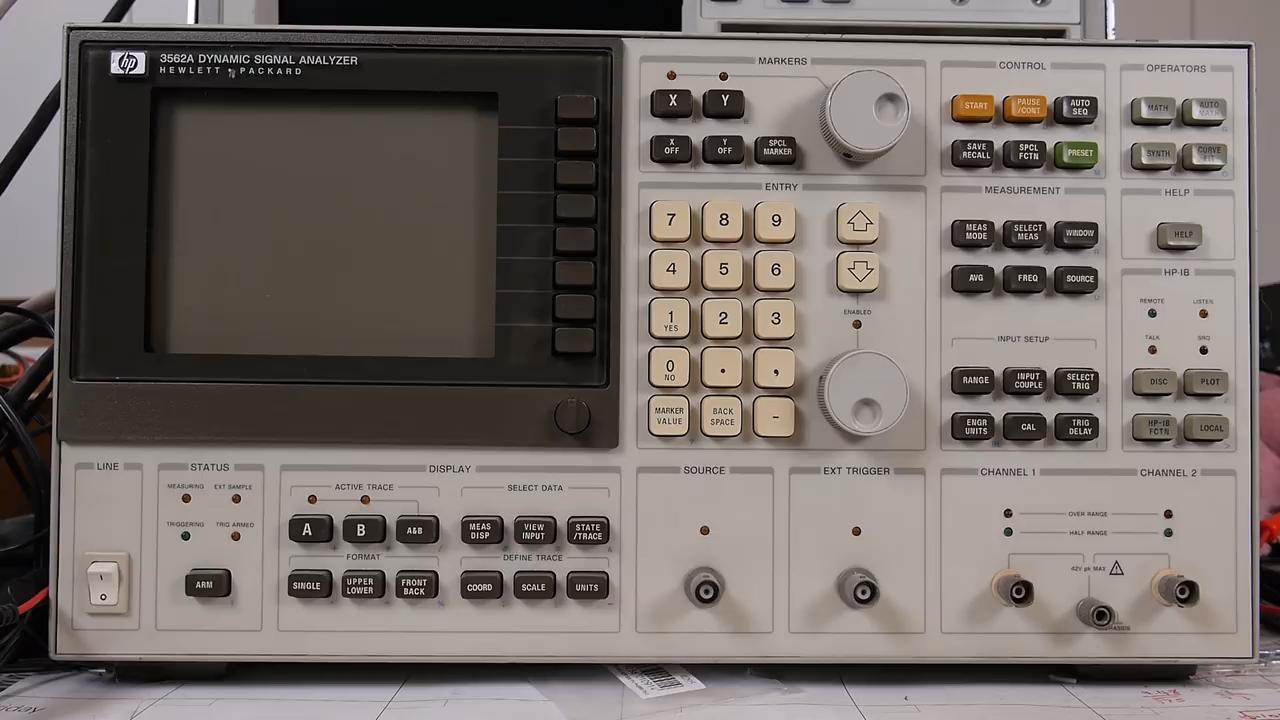 hp
3562A DYNAMIC SIGNAL ANALYZER
HEWLETT PACKARD
MARKERS
X
Y
X OFF
Y OFF
SPCL MARKER
ENTRY
7
8
9
4
5
6
1 YES
2
3
0 NO
.
,
MARKER VALUE
BACK SPACE
-
ENABLED
CONTROL
START
PAUSE /CONT
AUTO SEQ
SAVE RECALL
SPCL FCTN
PRESET
OPERATORS
MATH
AUTO MATH
SYNTH
CURVE FIT
MEASUREMENT
MEAS MODE
SELECT MEAS
WINDOW
AVG
FREQ
SOURCE
INPUT SETUP
RANGE
INPUT COUPLE
SELECT TRIG
ENGR UNITS
CAL
TRIG DELAY
HELP
HELP
HP-IB
REMOTE
LISTEN
TALK
SRQ
DISC
PLOT
HP-IB FCTN
LOCAL
LINE
STATUS
MEASURING
EXT SAMPLE
TRIGGERING
TRIG ARMED
ARM
DISPLAY
ACTIVE TRACE
A
B
A&B
FORMAT
SINGLE
UPPER LOWER
FRONT BACK
SELECT DATA
MEAS DISP
VIEW INPUT
STATE /TRACE
DEFINE TRACE
COORD
SCALE
UNITS
SOURCE
EXT TRIGGER
CHANNEL 1
CHANNEL 2
OVER RANGE
HALF RANGE
42V pk MAX